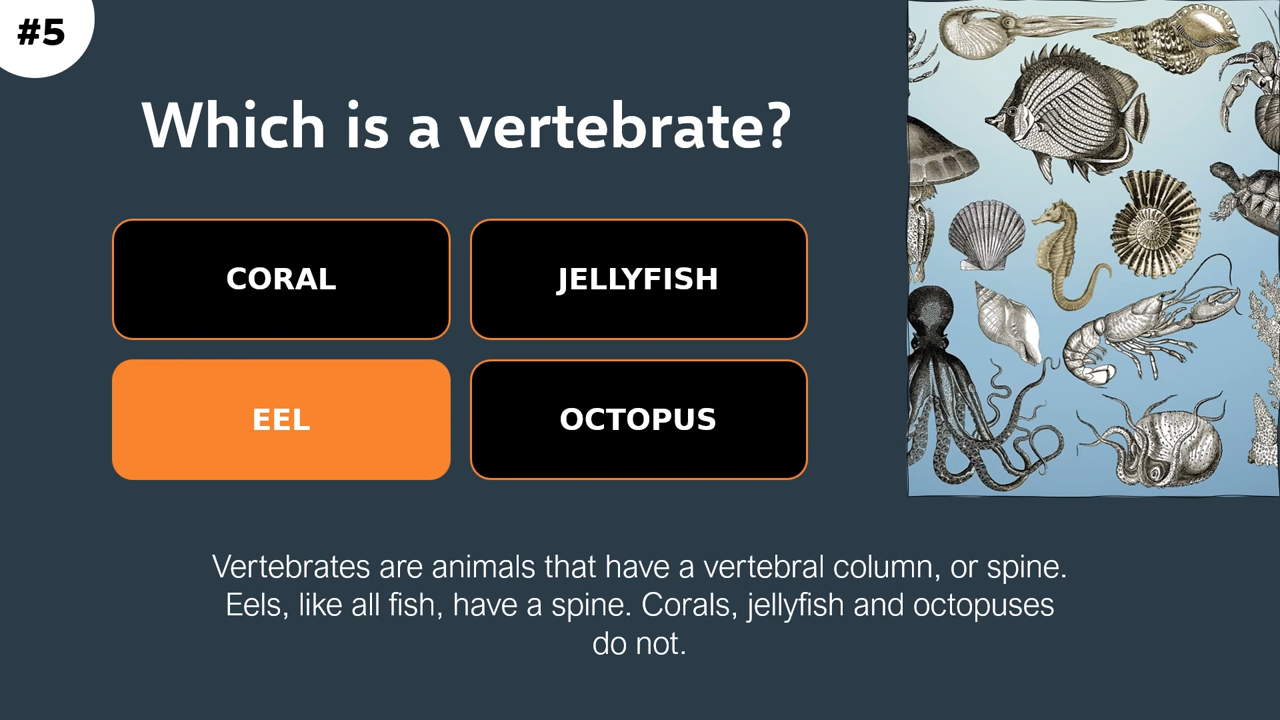 #5
Which is a vertebrate?
CORAL
JELLYFISH
EEL
OCTOPUS
Vertebrates are animals that have a vertebral column, or spine.
Eels, like all fish, have a spine. Corals, jellyfish and octopuses
do not.